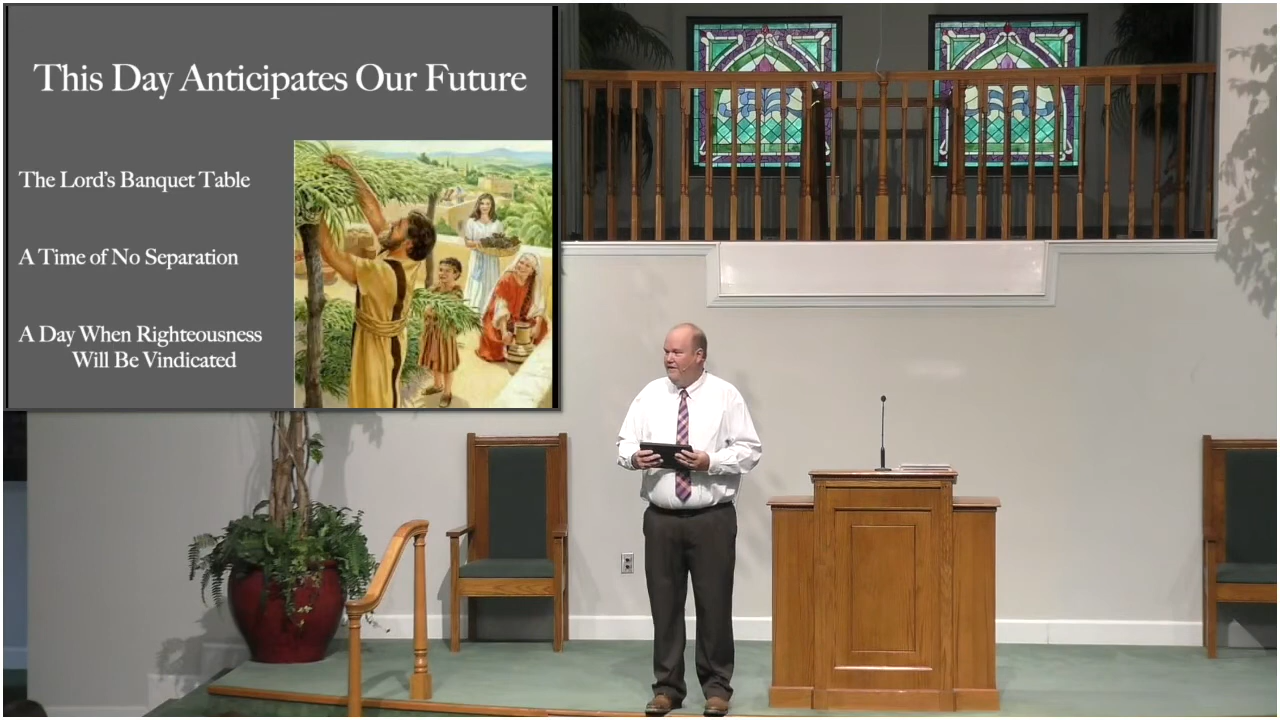 This Day Anticipates Our Future
The Lord's Banquet Table
A Time of No Separation
A Day When Righteousness
Will Be Vindicated